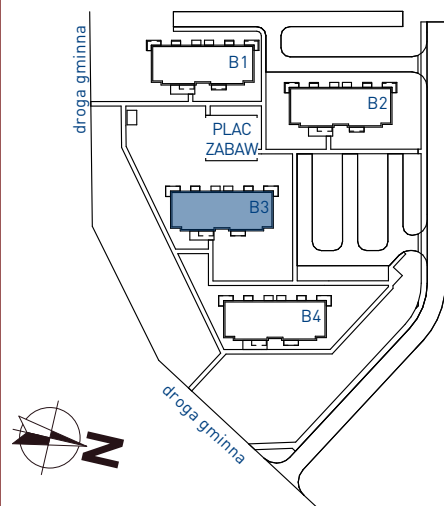 B1
droga gminna
B2
PLAC
ZABAW
B3
B4
droga gminna
N